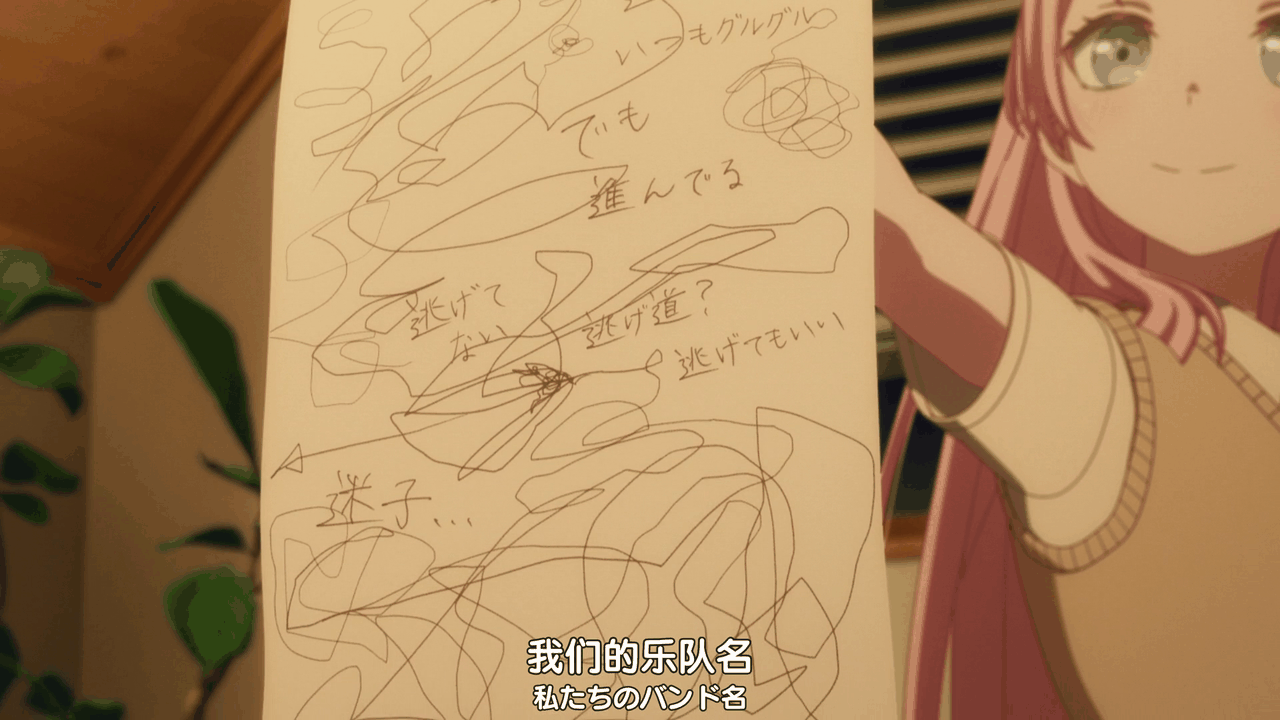 いつもグルグル
でも
進んでる
逃げて
ない
逃げ道?
逃げてもいい
迷子...
我们的乐队名
私たちのバンド名